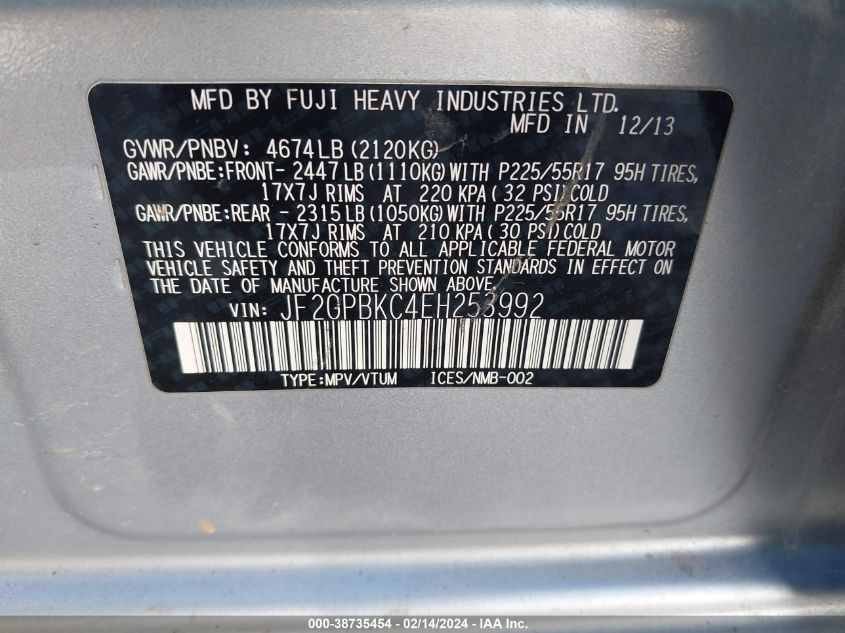 MFD BY FUJI HEAVY INDUSTRIES LTD.
MFD IN 12/13
GVWR/PNBV: 4674LB(2120KG)
GAWR/PNBE:FRONT- 2447LB(1110KG)WITH P225/55R17 95H TIRES,
17X7J RIMS AT 220 KPA( 32 PSI)COLD
GAWR/PNBE:REAR - 2315LB(1050KG)WITH P225/55R17 95H TIRES,
17X7J RIMS AT 210 KPA( 30 PSI)COLD
THIS VEHICLE CONFORMS TO ALL APPLICABLE FEDERAL MOTOR
VEHICLE SAFETY AND THEFT PREVENTION STANDARDS IN EFFECT ON
THE DATE OF MANUFACTURE SHOWN ABOVE.
VIN: JF2GPBKC4EH253992
TYPE:MPV/VTUM ICES/NMB-002
000-38735454 - 02/14/2024 - IAA Inc.